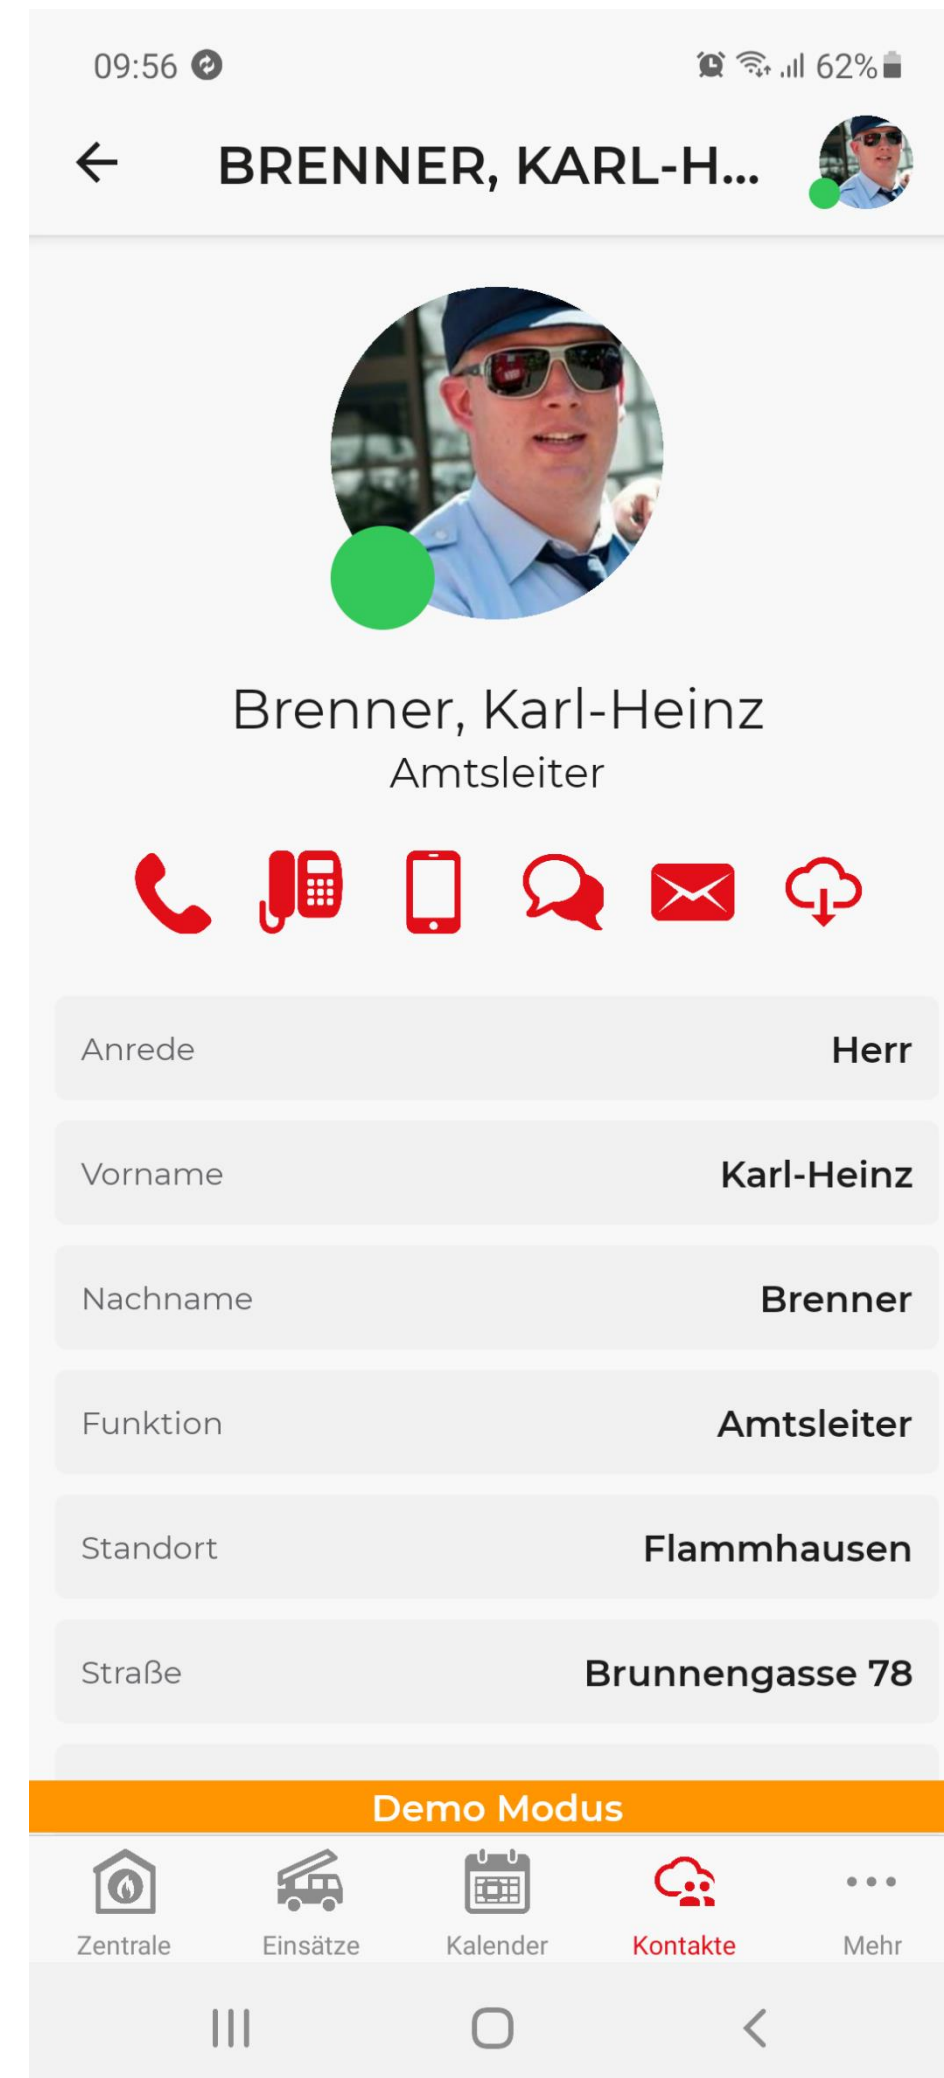 09:56 62%
BRENNER, KARL-H...
Brenner, Karl-Heinz
Amtsleiter
Anrede Herr
Vorname Karl-Heinz
Nachname Brenner
Funktion Amtsleiter
Standort Flammhausen
Straße Brunnengasse 78
Demo Modus
Zentrale Einsätze Kalender Kontakte Mehr